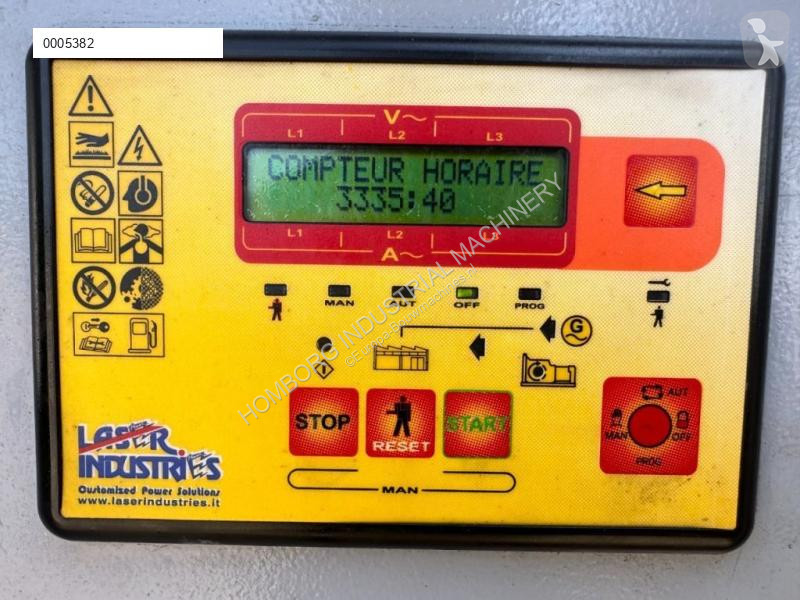 0005382
V~
L1 L2 L3
COMPTEUR HORAIRE
3335:40
L1 L2 L3
A~
MAN AUT OFF PROG
G
STOP RESET START
MAN
AUT
MAN OFF
PROG
LASER
INDUSTRIES
Customized Power Solutions
www.laserindustries.it
HOMBORG INDUSTRIAL MACHINERY